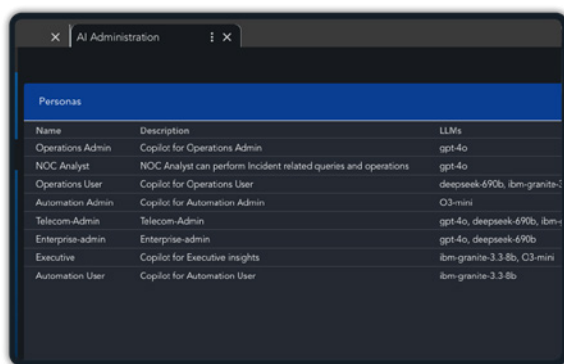 AI Administration
Personas
Name Description LLMs
Operations Admin Copilot for Operations Admin gpt-4o
NOC Analyst NOC Analyst can perform Incident related queries and operations gpt-4o
Operations User Copilot for Operations User deepseek-690b, ibm-granite-3
Automation Admin Copilot for Automation Admin O3-mini
Telecom-Admin Telecom-Admin gpt-4o, deepseek-690b, ibm-g
Enterprise-admin Enterprise-admin gpt-4o, deepseek-690b
Executive Copilot for Executive insights ibm-granite-3.3-8b, O3-mini
Automation User Copilot for Automation User ibm-granite-3.3-8b